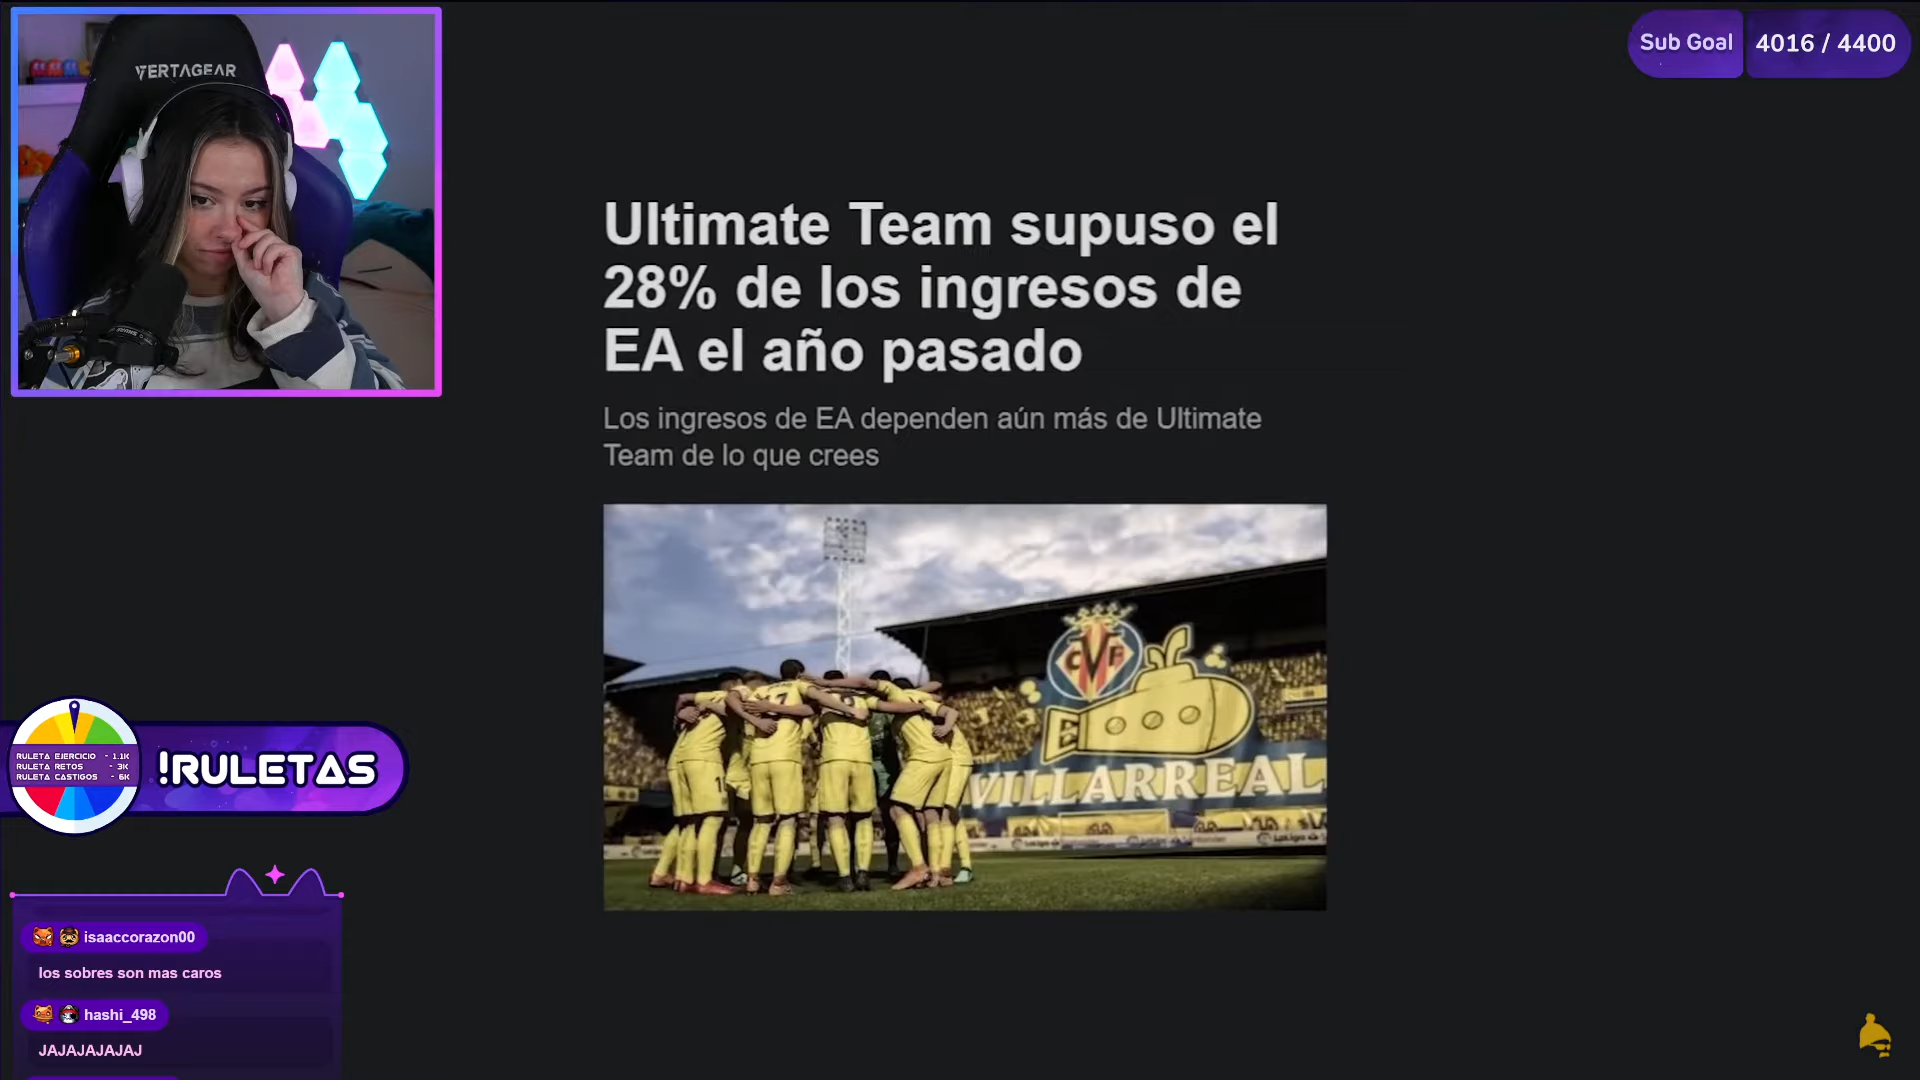 VERTAGEAR
Sub Goal
4016 / 4400
Ultimate Team supuso el
28% de los ingresos de
EA el año pasado
Los ingresos de EA dependen aún más de Ultimate
Team de lo que crees
CVF
E
VILLARREAL
RULETA EJERCICIO - 1.1K
RULETA RETOS - 3K
RULETA CASTIGOS - 6K
!RULETAS
isaaccorazon00
los sobres son mas caros
hashi_498
JAJAJAJAJAJ